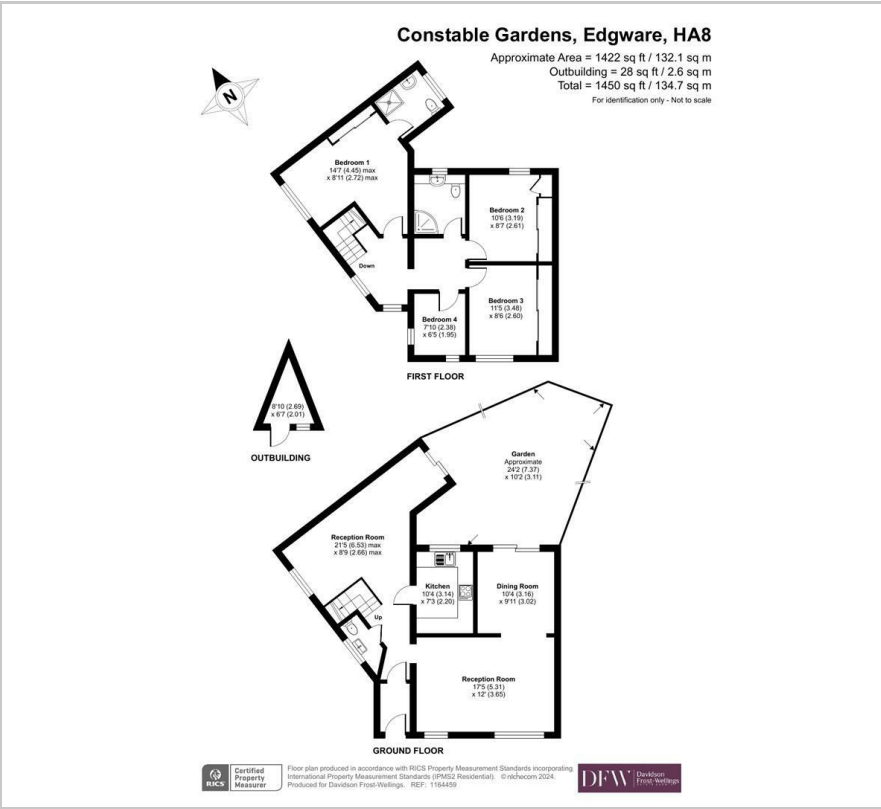 Constable Gardens, Edgware, HA8
Approximate Area = 1422 sq ft / 132.1 sq m
Outbuilding = 28 sq ft / 2.6 sq m
Total = 1450 sq ft / 134.7 sq m
For identification only - Not to scale
N
Bedroom 1
14'7 (4.45) max
x 8'11 (2.72) max
Bedroom 2
10'6 (3.19)
x 8'7 (2.61)
Down
Bedroom 3
11'5 (3.48)
x 8'6 (2.60)
Bedroom 4
7'10 (2.38)
x 6'5 (1.95)
FIRST FLOOR
8'10 (2.69)
x 6'7 (2.01)
OUTBUILDING
Garden
Approximate
24'2 (7.37)
x 10'2 (3.11)
Reception Room
21'5 (6.53) max
x 8'9 (2.66) max
Kitchen
10'4 (3.14)
x 7'3 (2.20)
Dining Room
10'4 (3.16)
x 9'11 (3.02)
Up
Reception Room
17'5 (5.31)
x 12' (3.65)
GROUND FLOOR
RICS
Certified
Property
Measurer
Floor plan produced in accordance with RICS Property Measurement Standards incorporating
International Property Measurement Standards (IPMS2 Residential). © nichecom 2024.
Produced for Davidson Frost-Wellings. REF: 1164459
DFW
Davidson
Frost-Wellings